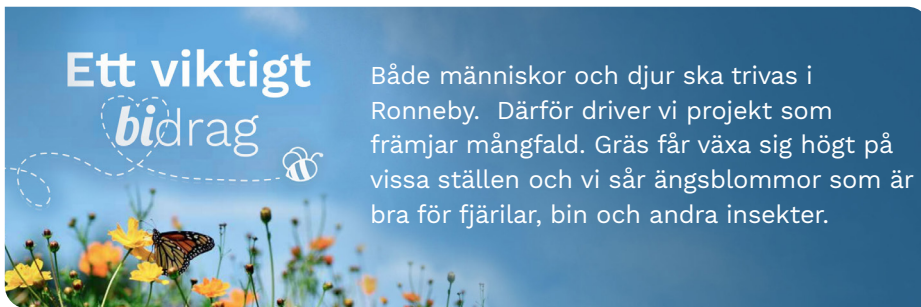 Ett viktigt
bidrag
Både människor och djur ska trivas i
Ronneby.  Därför driver vi projekt som
främjar mångfald. Gräs får växa sig högt på
vissa ställen och vi sår ängsblommor som är
bra för fjärilar, bin och andra insekter.